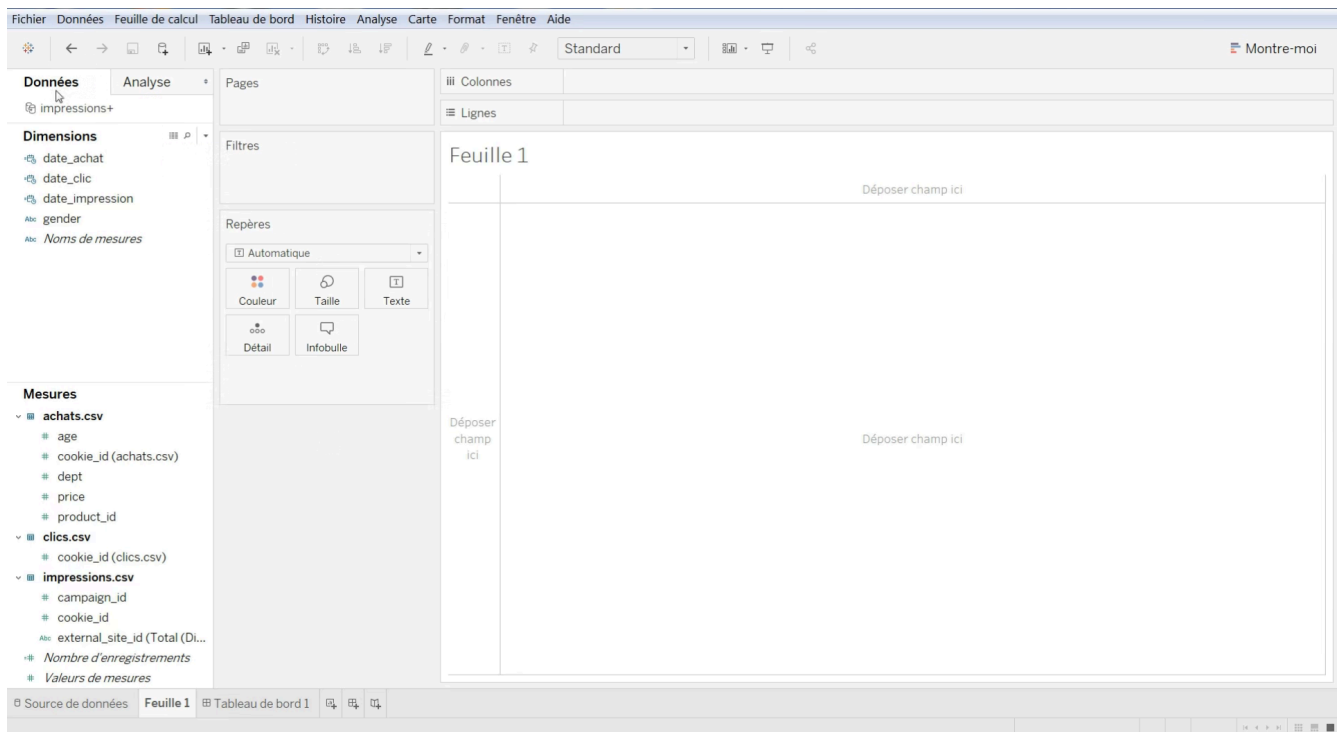 Fichier Données Feuille de calcul Tableau de bord Histoire Analyse Carte Format Fenêtre Aide
Standard
Montre-moi
Données Analyse
impressions+
Dimensions
date_achat
date_clic
date_impression
Abc gender
Abc Noms de mesures
Mesures
achats.csv
# age
# cookie_id (achats.csv)
# dept
# price
# product_id
clics.csv
# cookie_id (clics.csv)
impressions.csv
# campaign_id
# cookie_id
Abc external_site_id (Total (Di...
# Nombre d'enregistrements
# Valeurs de mesures
Pages
Filtres
Repères
T Automatique
Couleur Taille T Texte
Détail Infobulle
iii Colonnes
Lignes
Feuille 1
Déposer champ ici
Déposer
champ
ici
Déposer champ ici
Source de données Feuille 1 Tableau de bord 1